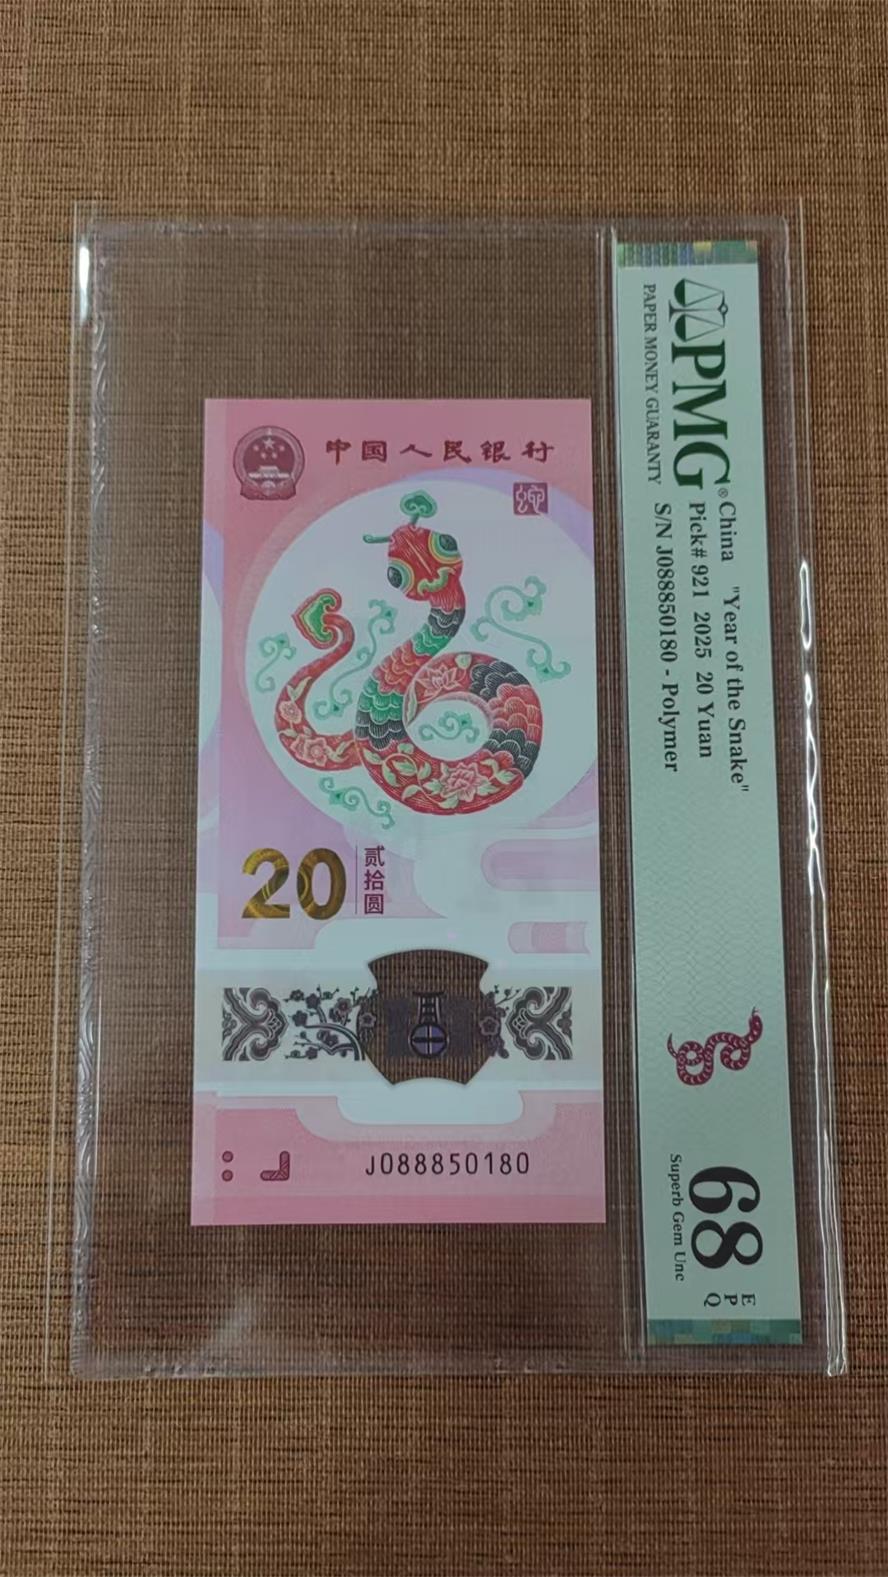 中国人民银行
20
贰拾圆
J088850180
PMG®
PAPER MONEY GUARANTY
China "Year of the Snake"
Pick# 921 2025 20 Yuan
S/N J088850180 - Polymer
68
EPQ
Superb Gem Unc